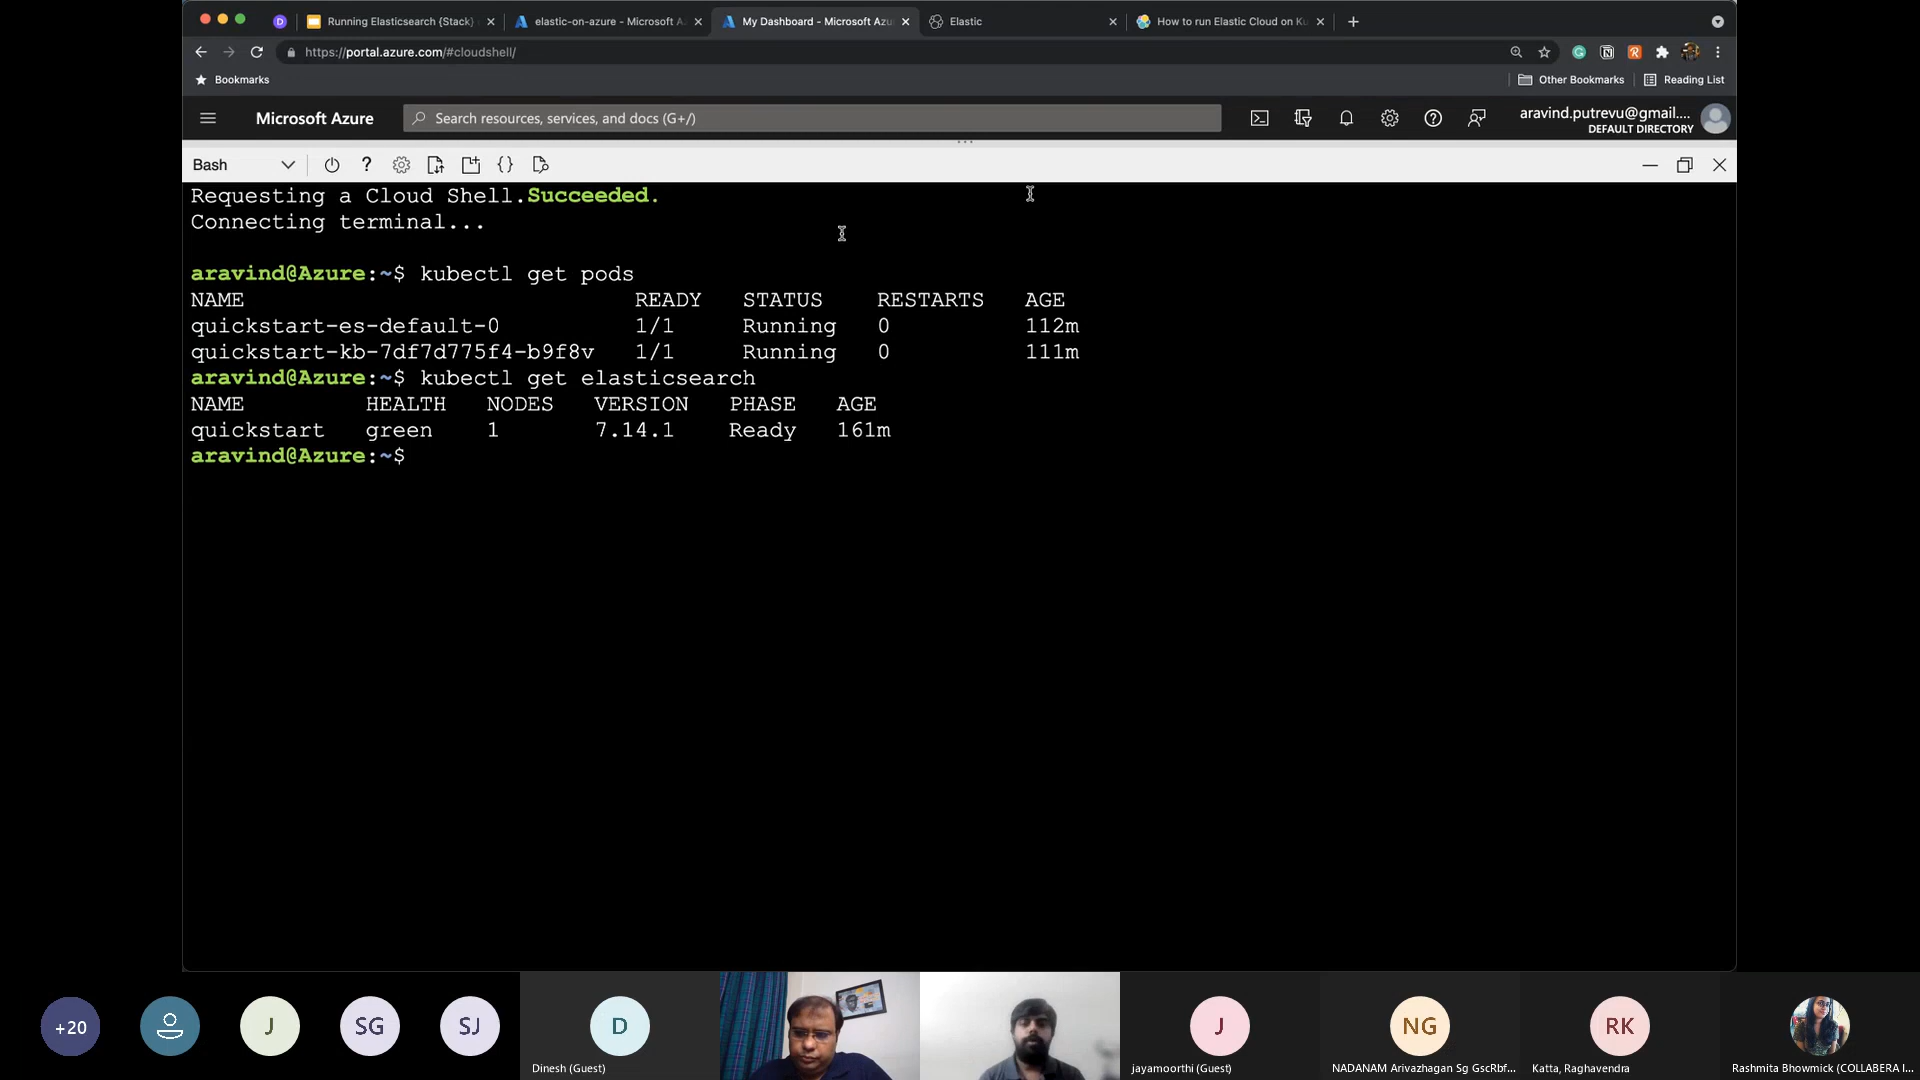 D
Running Elasticsearch {Stack}
elastic-on-azure - Microsoft A
My Dashboard - Microsoft Azu
Elastic
How to run Elastic Cloud on Ku
https://portal.azure.com/#cloudshell/
Bookmarks
Other Bookmarks
Reading List
Microsoft Azure
Search resources, services, and docs (G+/)
aravind.putrevu@gmail....
DEFAULT DIRECTORY
Bash
Requesting a Cloud Shell.Succeeded.
Connecting terminal...
aravind@Azure:~$ kubectl get pods
NAME READY STATUS RESTARTS AGE
quickstart-es-default-0 1/1 Running 0 112m
quickstart-kb-7df7d775f4-b9f8v 1/1 Running 0 111m
aravind@Azure:~$ kubectl get elasticsearch
NAME HEALTH NODES VERSION PHASE AGE
quickstart green 1 7.14.1 Ready 161m
aravind@Azure:~$
+20
J
SG
SJ
D
Dinesh (Guest)
J
jayamoorthi (Guest)
NG
NADANAM Arivazhagan Sg GscRbf...
RK
Katta, Raghavendra
Rashmita Bhowmick (COLLABERA I...